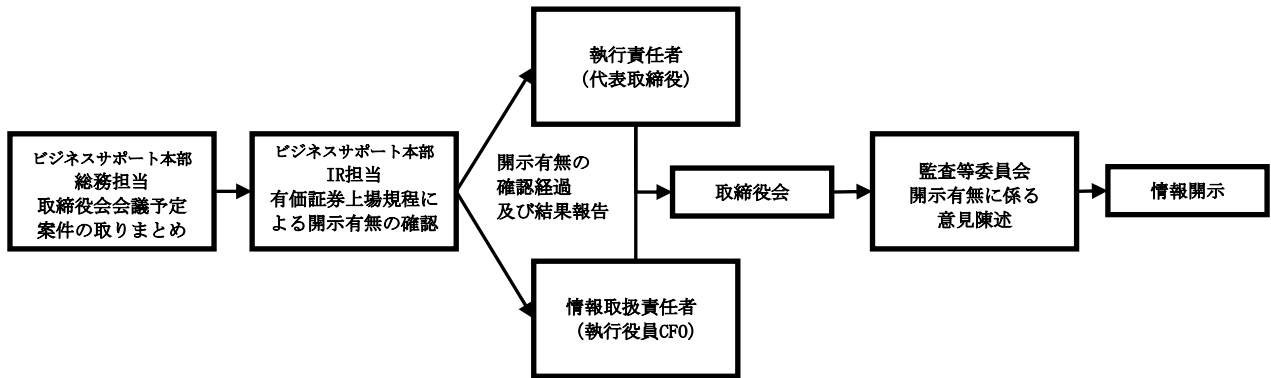 ビジネスサポート本部
総務担当
取締役会会議予定
案件の取りまとめ
ビジネスサポート本部
IR担当
有価証券上場規程に
よる開示有無の確認
執行責任者
(代表取締役)
開示有無の
確認経過
及び結果報告
情報取扱責任者
(執行役員CFO)
取締役会
監査等委員会
開示有無に係る
意見陳述
情報開示